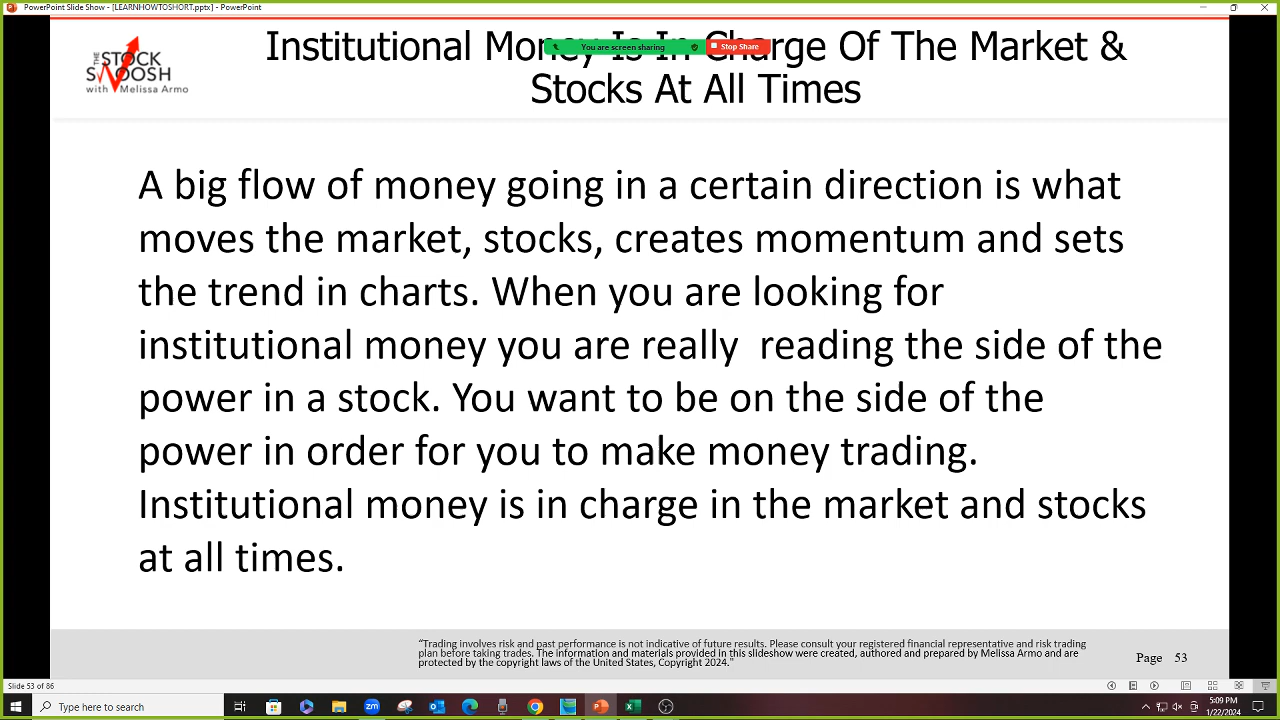 PowerPoint Slide Show - [LEARNHOWTOSHORT.pptx] - PowerPoint
THE
STOCK
SWOOSH
with Melissa Armo
Institutional Money Is In Charge Of The Market &
Stocks At All Times
You are screen sharing
Stop Share
A big flow of money going in a certain direction is what
moves the market, stocks, creates momentum and sets
the trend in charts. When you are looking for
institutional money you are really  reading the side of the
power in a stock. You want to be on the side of the
power in order for you to make money trading.
Institutional money is in charge in the market and stocks
at all times.
"Trading involves risk and past performance is not indicative of future results. Please consult your registered financial representative and risk trading
plan before taking trades. The information and materials provided in this slideshow were created, authored and prepared by Melissa Armo and are
protected by the copyright laws of the United States, Copyright 2024."
Page 53
Slide 53 of 86
Type here to search
zm
5:09 PM
1/22/2024